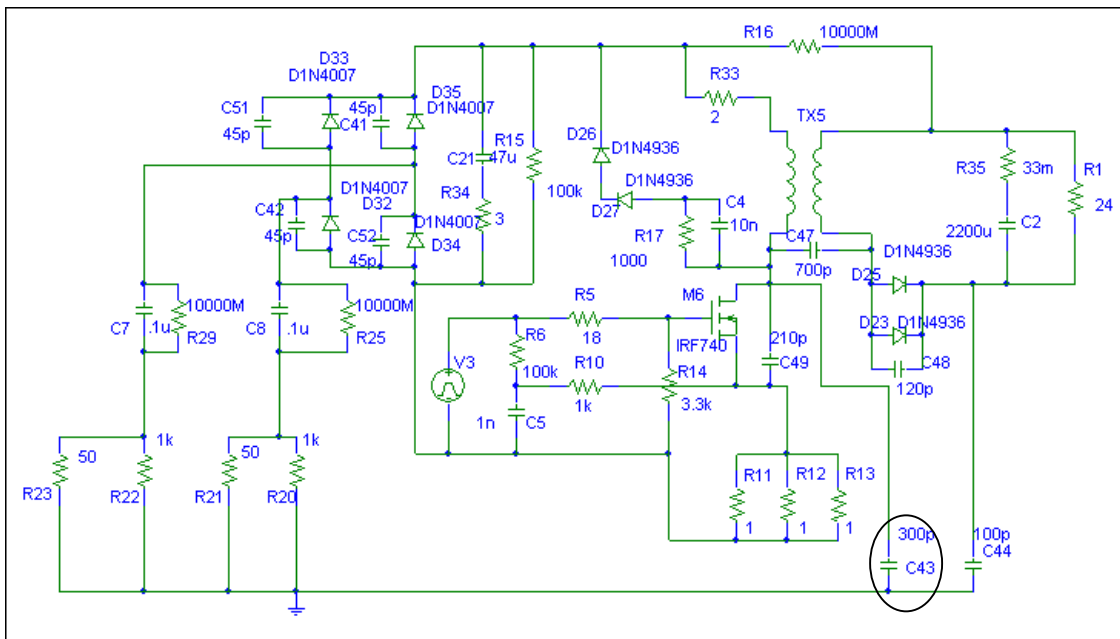 R16 10000M
D33
D1N4007
R33
2
TX5
C51
45p
45p
C41
D35
D1N4007
R15
47u
C21
100k
D26
D1N4936
D1N4936
D27
R35
33m
R1
24
C42
45p
D1N4007
D32
C52
45p
D1N4007
D34
R34
3
R17
1000
C4
10n
C47
700p
2200u
C2
D1N4936
D25
D23 D1N4936
C48
120p
C7
.1u
10000M
R29
C8
.1u
10000M
R25
R5
18
M6
IRF740
R6
100k
V3
R10
1k
R14
3.3k
210p
C49
1n
C5
50
1k
50
1k
R23
R22
R21
R20
R11
R12
R13
1
1
1
300p
C43
100p
C44